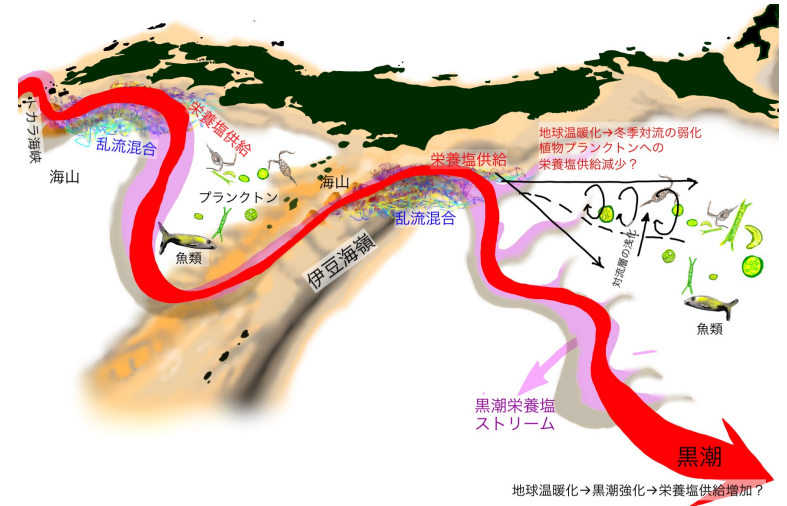 トカラ海峡
海山
乱流混合
栄養塩供給
プランクトン
魚類
海山
伊豆海嶺
栄養塩供給
乱流混合
地球温暖化→冬季対流の弱化
植物プランクトンへの
栄養塩供給減少？
対流層の浅化
魚類
黒潮栄養塩
ストリーム
黒潮
地球温暖化→黒潮強化→栄養塩供給増加？